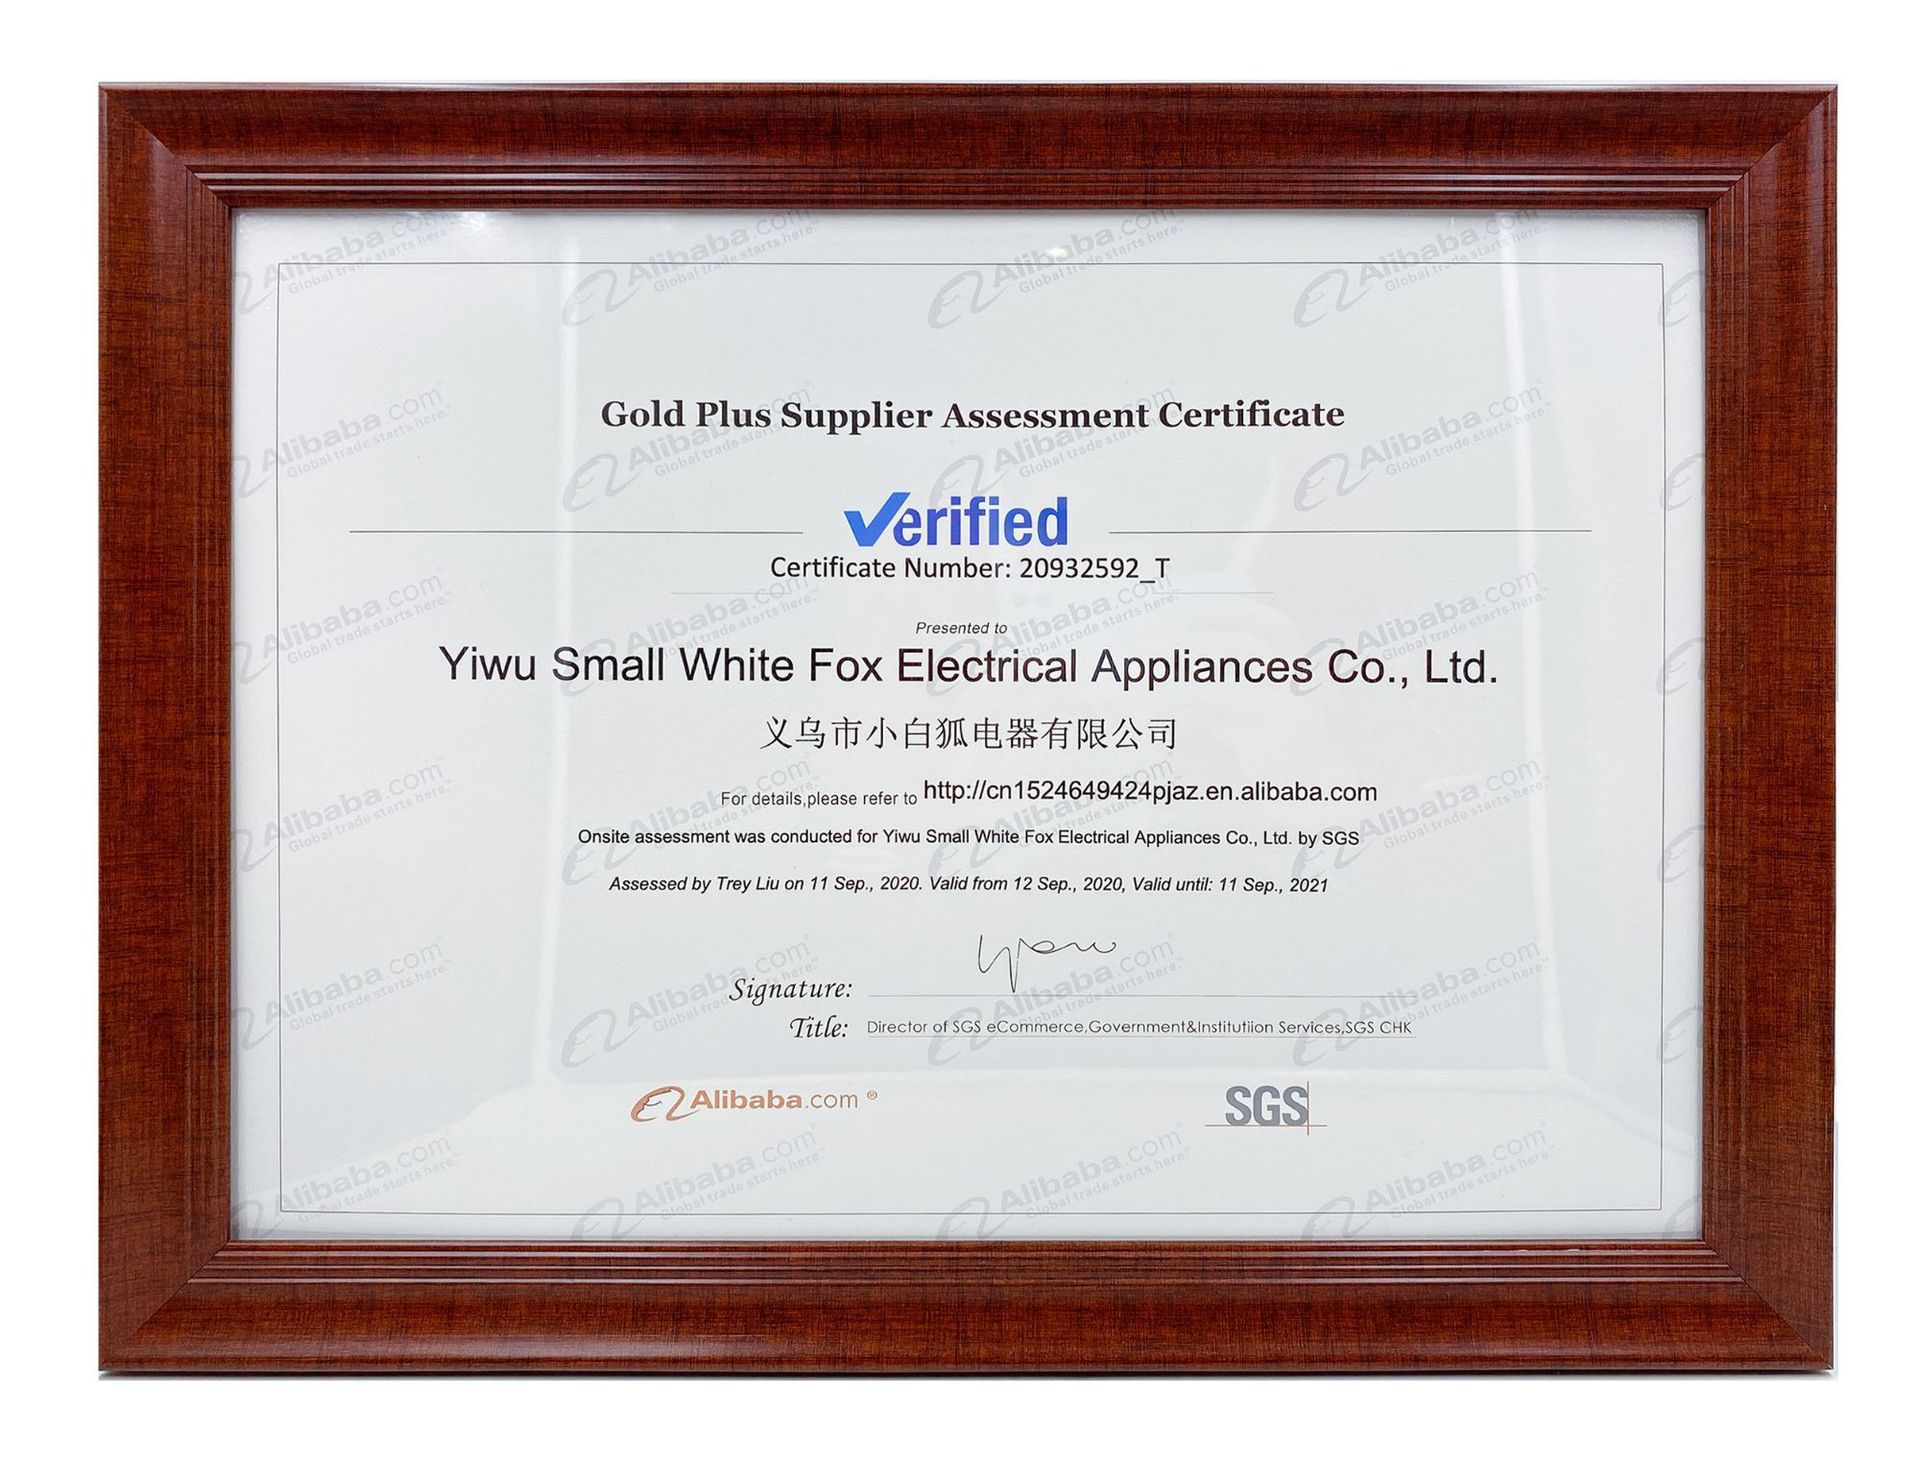 Gold Plus Supplier Assessment Certificate
Verified
Certificate Number: 20932592_T
Presented to
Yiwu Small White Fox Electrical Appliances Co., Ltd.
义乌市小白狐电器有限公司
For details,please refer to http://cn1524649424pjaz.en.alibaba.com
Onsite assessment was conducted for Yiwu Small White Fox Electrical Appliances Co., Ltd. by SGS
Assessed by Trey Liu on 11 Sep., 2020. Valid from 12 Sep., 2020, Valid until: 11 Sep., 2021
Signature:
Title: Director of SGS eCommerce,Government&Institutiion Services,SGS CHK
Alibaba.com ® SGS